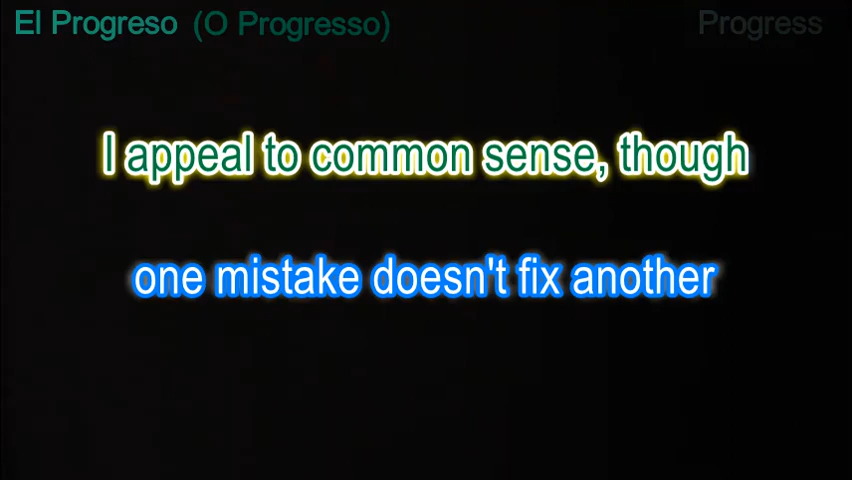 El Progreso (O Progresso) Progress
I appeal to common sense, though
one mistake doesn't fix another